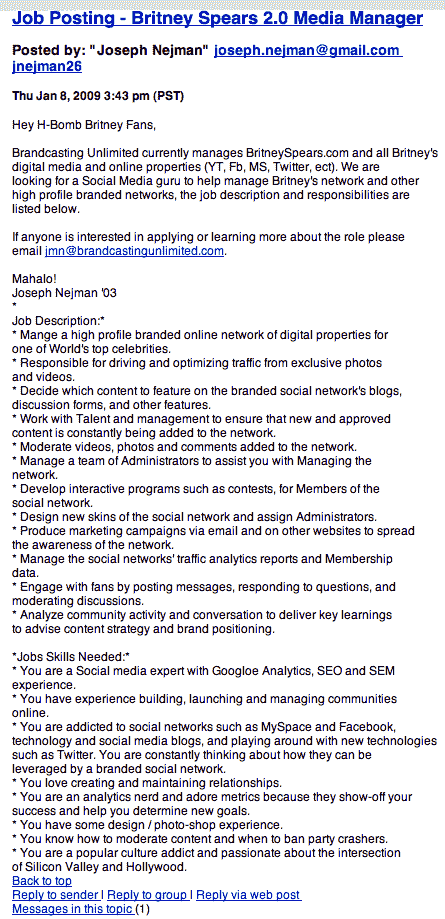 Job Posting - Britney Spears 2.0 Media Manager
Posted by: "Joseph Nejman" joseph.nejman@gmail.com
jnejman26
Thu Jan 8, 2009 3:43 pm (PST)
Hey H-Bomb Britney Fans,
Brandcasting Unlimited currently manages BritneySpears.com and all Britney's
digital media and online properties (YT, Fb, MS, Twitter, ect). We are
looking for a Social Media guru to help manage Britney's network and other
high profile branded networks, the job description and responsibilities are
listed below.
If anyone is interested in applying or learning more about the role please
email jmn@brandcastingunlimited.com.
Mahalo!
Joseph Nejman '03
*
Job Description:*
* Mange a high profile branded online network of digital properties for
one of World's top celebrities.
* Responsible for driving and optimizing traffic from exclusive photos
and videos.
* Decide which content to feature on the branded social network's blogs,
discussion forms, and other features.
* Work with Talent and management to ensure that new and approved
content is constantly being added to the network.
* Moderate videos, photos and comments added to the network.
* Manage a team of Administrators to assist you with Managing the
network.
* Develop interactive programs such as contests, for Members of the
social network.
* Design new skins of the social network and assign Administrators.
* Produce marketing campaigns via email and on other websites to spread
the awareness of the network.
* Manage the social networks' traffic analytics reports and Membership
data.
* Engage with fans by posting messages, responding to questions, and
moderating discussions.
* Analyze community activity and conversation to deliver key learnings
to advise content strategy and brand positioning.
*Jobs Skills Needed:*
* You are a Social media expert with Googloe Analytics, SEO and SEM
experience.
* You have experience building, launching and managing communities
online.
* You are addicted to social networks such as MySpace and Facebook,
technology and social media blogs, and playing around with new technologies
such as Twitter. You are constantly thinking about how they can be
leveraged by a branded social network.
* You love creating and maintaining relationships.
* You are an analytics nerd and adore metrics because they show-off your
success and help you determine new goals.
* You have some design / photo-shop experience.
* You know how to moderate content and when to ban party crashers.
* You are a popular culture addict and passionate about the intersection
of Silicon Valley and Hollywood.
Back to top
Reply to sender | Reply to group | Reply via web post
Messages in this topic (1)